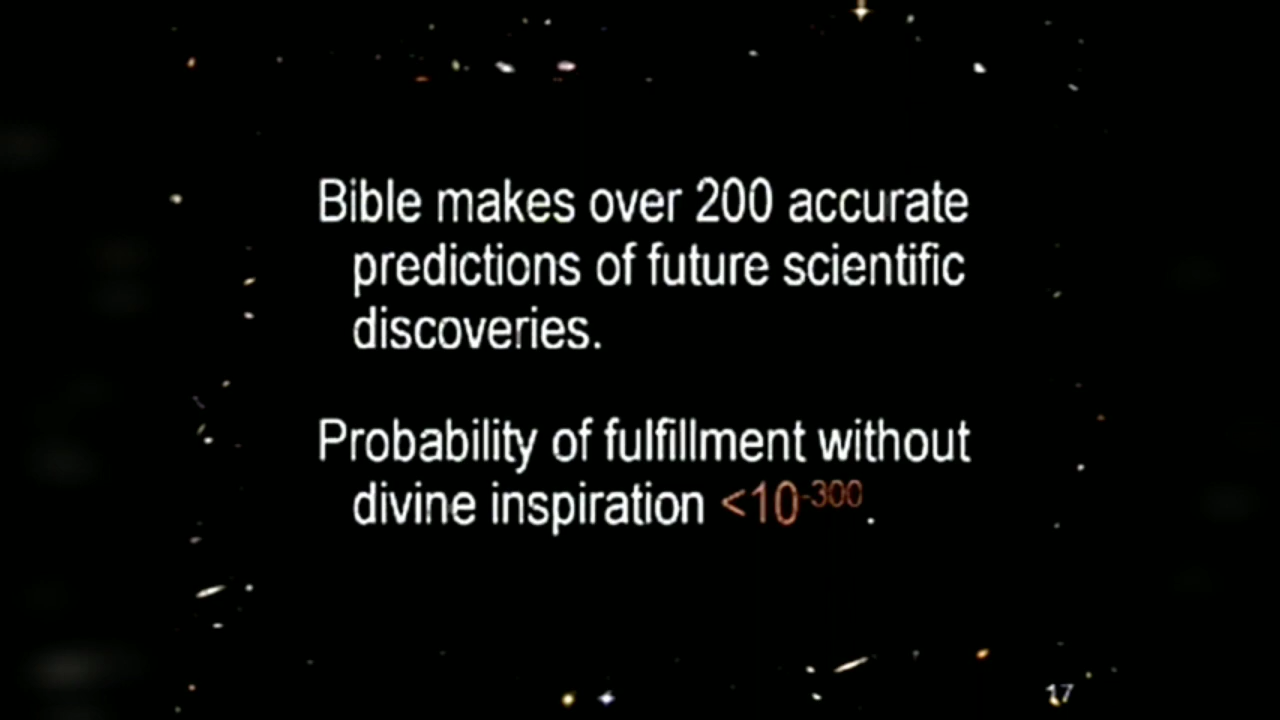 Bible makes over 200 accurate
predictions of future scientific
discoveries.
Probability of fulfillment without
divine inspiration <10⁻³⁰⁰.
17